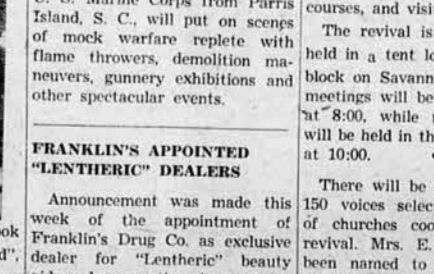 U. S. Marine Corps from Parris
Island, S. C., will put on scenes
of mock warfare replete with
flame throwers, demolition ma-
neuvers, gunnery exhibitions and
other spectacular events.
FRANKLIN'S APPOINTED
"LENTHERIC" DEALERS
Announcement was made this
week of the appointment of
Franklin's Drug Co. as exclusive
dealer for "Lentheric" beauty
courses, and visi
The revival is
held in a tent lo
block on Savann
meetings will be
at 8:00, while
will be held in th
at 10:00.
There will be
150 voices selec
of churches coo
revival. Mrs. E.
been named to
ook
d",